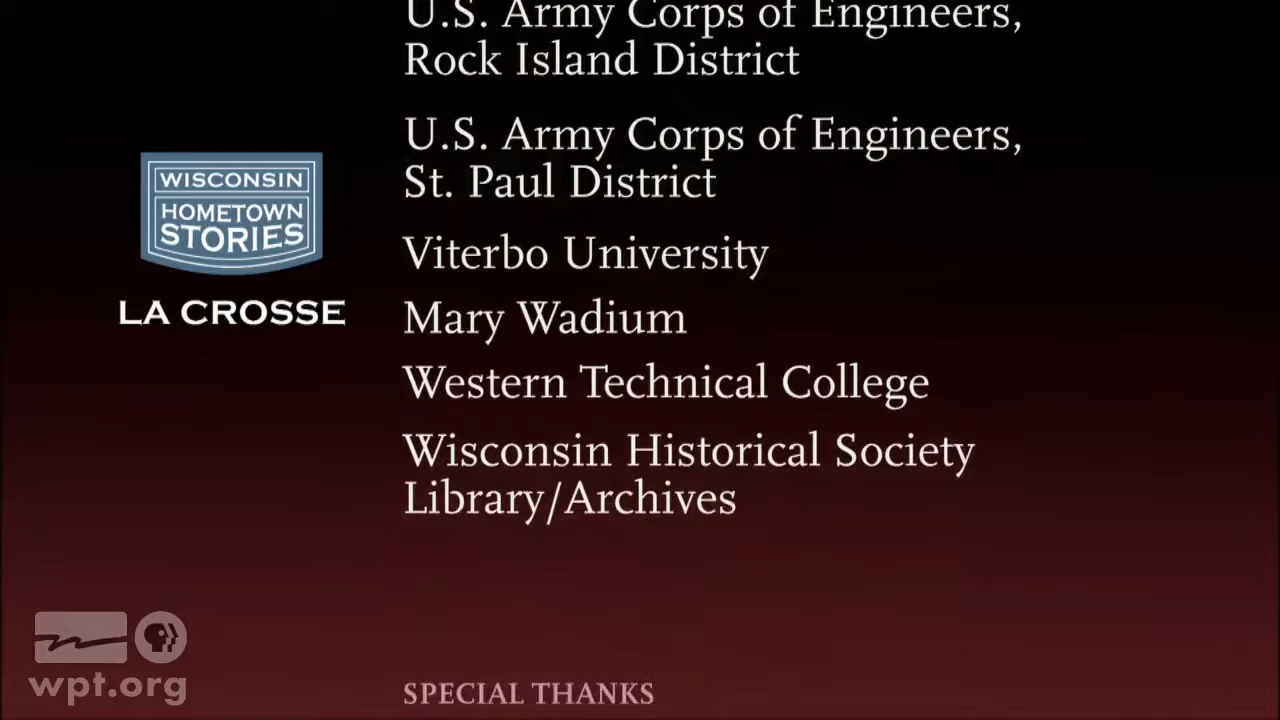 U.S. Army Corps of Engineers,
Rock Island District
U.S. Army Corps of Engineers,
St. Paul District
WISCONSIN
HOMETOWN
STORIES
LA CROSSE
Viterbo University
Mary Wadium
Western Technical College
Wisconsin Historical Society
Library/Archives
wpt.org
SPECIAL THANKS